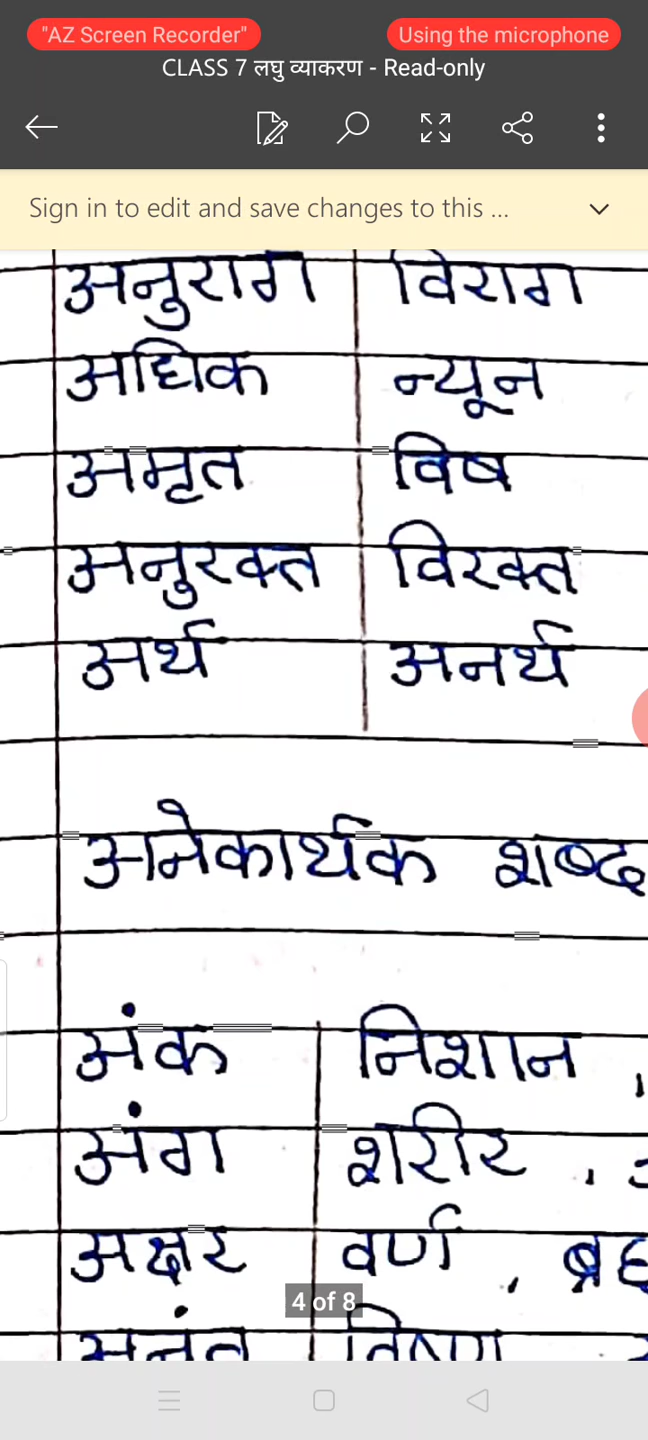 "AZ Screen Recorder" Using the microphone
CLASS 7 लघु व्याकरण - Read-only
Sign in to edit and save changes to this ...
अनुराग विराग
अधिक न्यून
अमृत विष
अनुरक्त विरक्त
अर्थ अनर्थ
अनेकार्थक शब्द
अंक निशान ,
अंग शरीर ,
अक्षर वर्ण ,
4 of 8